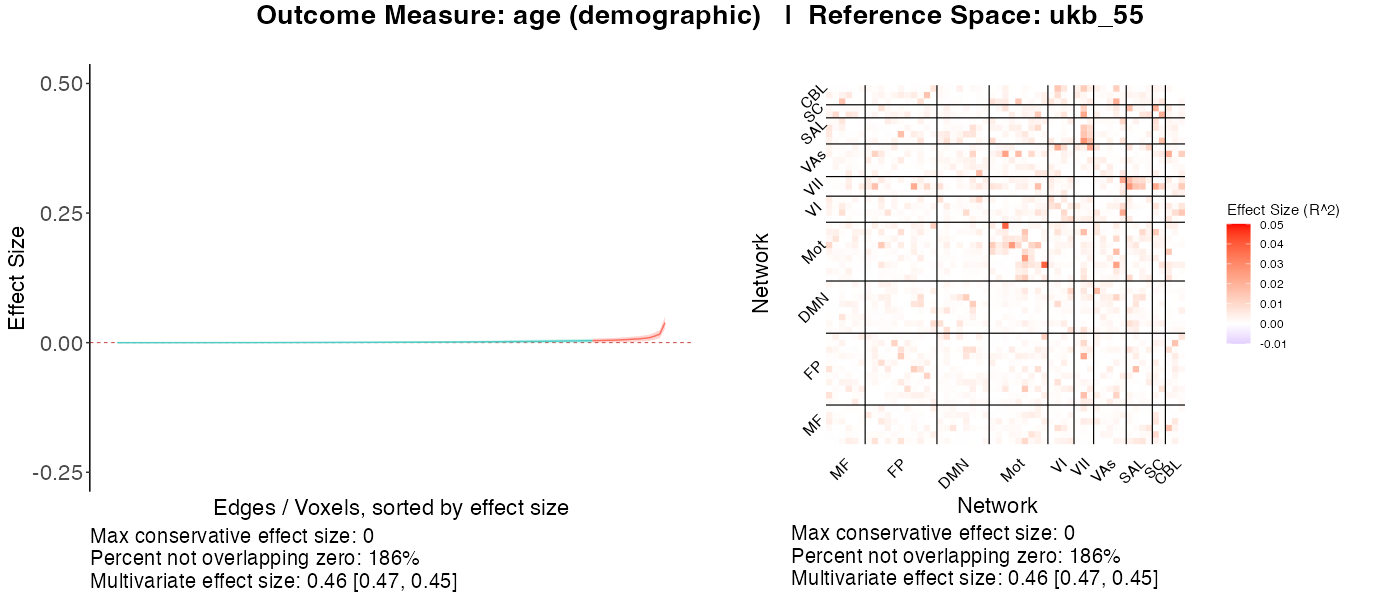 Outcome Measure: age (demographic) | Reference Space: ukb_55
0.50
0.25
0.00
-0.25
Effect Size
Edges / Voxels, sorted by effect size
Max conservative effect size: 0
Percent not overlapping zero: 186%
Multivariate effect size: 0.46 [0.47, 0.45]
CBL
SC
SAL
VAs
VII
VI
Mot
DMN
FP
MF
Network
MF
FP
DMN
Mot
VI
VII
VAs
SAL
SC
CBL
Network
Max conservative effect size: 0
Percent not overlapping zero: 186%
Multivariate effect size: 0.46 [0.47, 0.45]
Effect Size (R^2)
0.05
0.04
0.03
0.02
0.01
0.00
-0.01